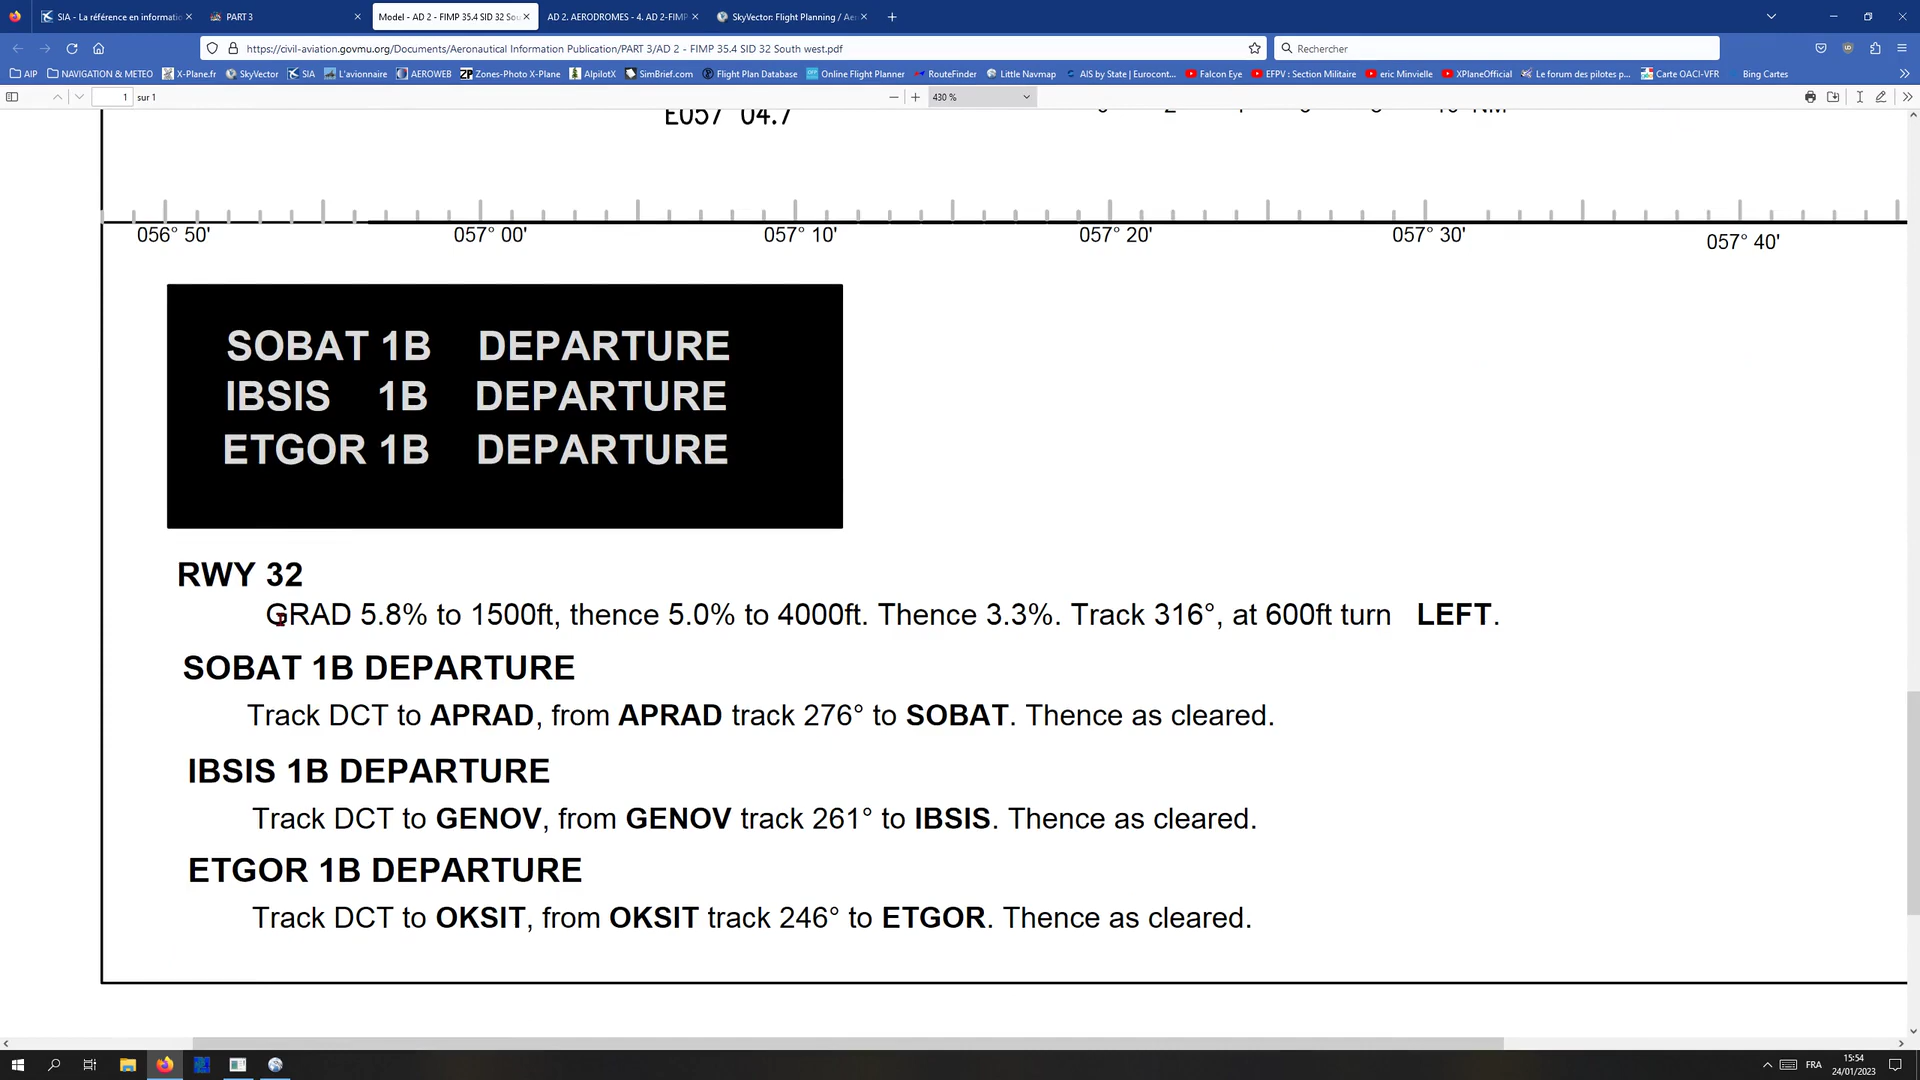 SIA - La référence en informatio
PART 3
Model - AD 2 - FIMP 35.4 SID 32 Sou
AD 2. AERODROMES - 4. AD 2-FIMP
SkyVector: Flight Planning / Ae
https://civil-aviation.govmu.org/Documents/Aeronautical Information Publication/PART 3/AD 2 - FIMP 35.4 SID 32 South west.pdf
Rechercher
AIP
NAVIGATION & METEO
X-Plane.fr
SkyVector
SIA
L'avionnaire
AEROWEB
Zones-Photo X-Plane
AlpilotX
SimBrief.com
Flight Plan Database
Online Flight Planner
RouteFinder
Little Navmap
AIS by State | Eurocont...
Falcon Eye
EFPV : Section Militaire
eric Minvielle
XPlaneOfficial
Le forum des pilotes p...
Carte OACI-VFR
Bing Cartes
1 sur 1
430 %
E057 04.7
NM
056° 50' 057° 00' 057° 10' 057° 20' 057° 30' 057° 40'
SOBAT 1B DEPARTURE
IBSIS 1B DEPARTURE
ETGOR 1B DEPARTURE
RWY 32
GRAD 5.8% to 1500ft, thence 5.0% to 4000ft. Thence 3.3%. Track 316°, at 600ft turn LEFT.
SOBAT 1B DEPARTURE
Track DCT to APRAD, from APRAD track 276° to SOBAT. Thence as cleared.
IBSIS 1B DEPARTURE
Track DCT to GENOV, from GENOV track 261° to IBSIS. Thence as cleared.
ETGOR 1B DEPARTURE
Track DCT to OKSIT, from OKSIT track 246° to ETGOR. Thence as cleared.
FRA
15:54
24/01/2023